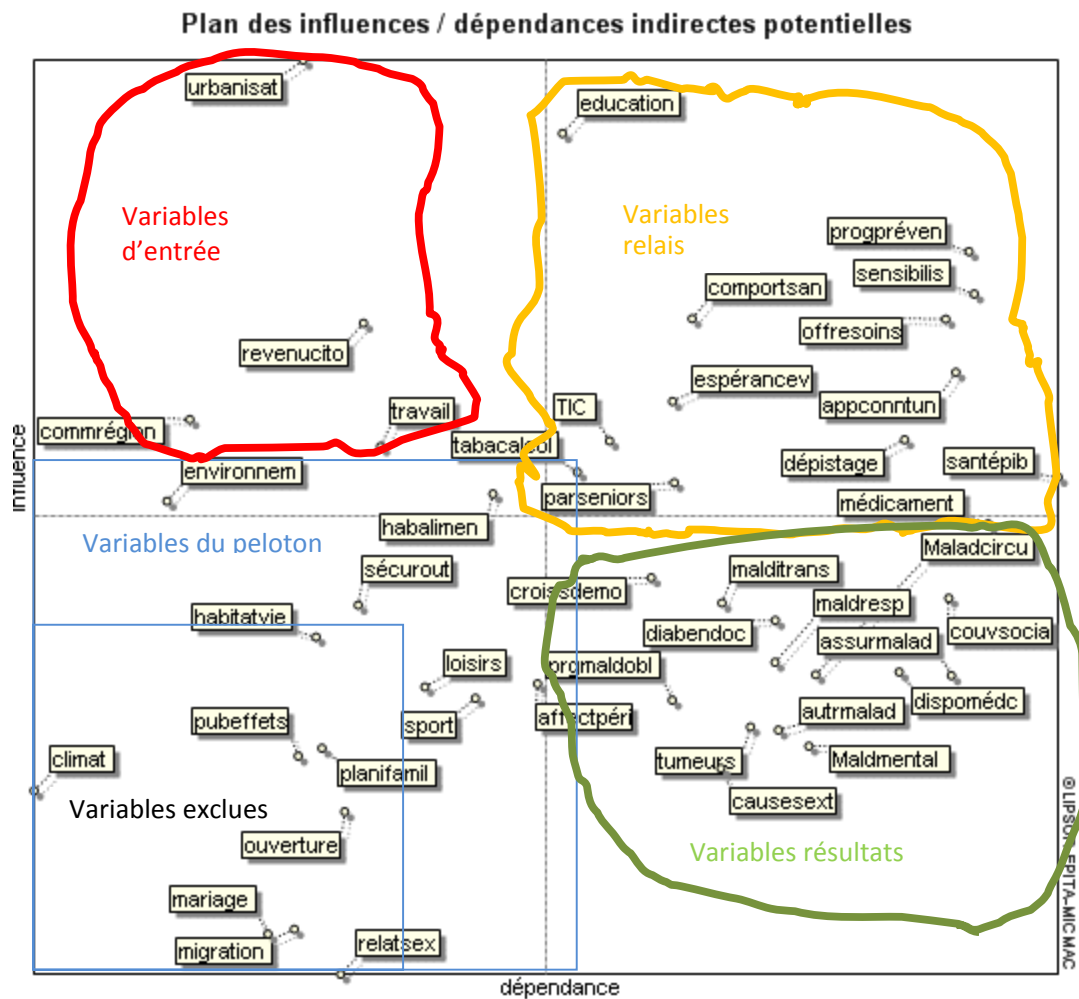 Plan des influences / dépendances indirectes potentielles
urbanisat
education
Variables
d’entrée
Variables
relais
progpréven
sensibilis
comportsan
offresoins
revenucito
espérancev
appconntun
travail
TIC
commrégion
tabacalcol
environnem
dépistage
santépib
parseniors
médicament
influence
habalimen
Variables du peloton
Maladcircu
sécurout
malditrans
croissdemo
maldresp
habitatvie
diabendoc
assurmalad
couvsocia
loisirs
prgmaldobl
dispomédc
pubeffets
sport
affectpéri
autrmalad
climat
planifamil
tumeurs
Maldmental
Variables exclues
causesext
ouverture
Variables résultats
mariage
migration
relatsex
dépendance
© LIPSOR-EPITA-MICMAC